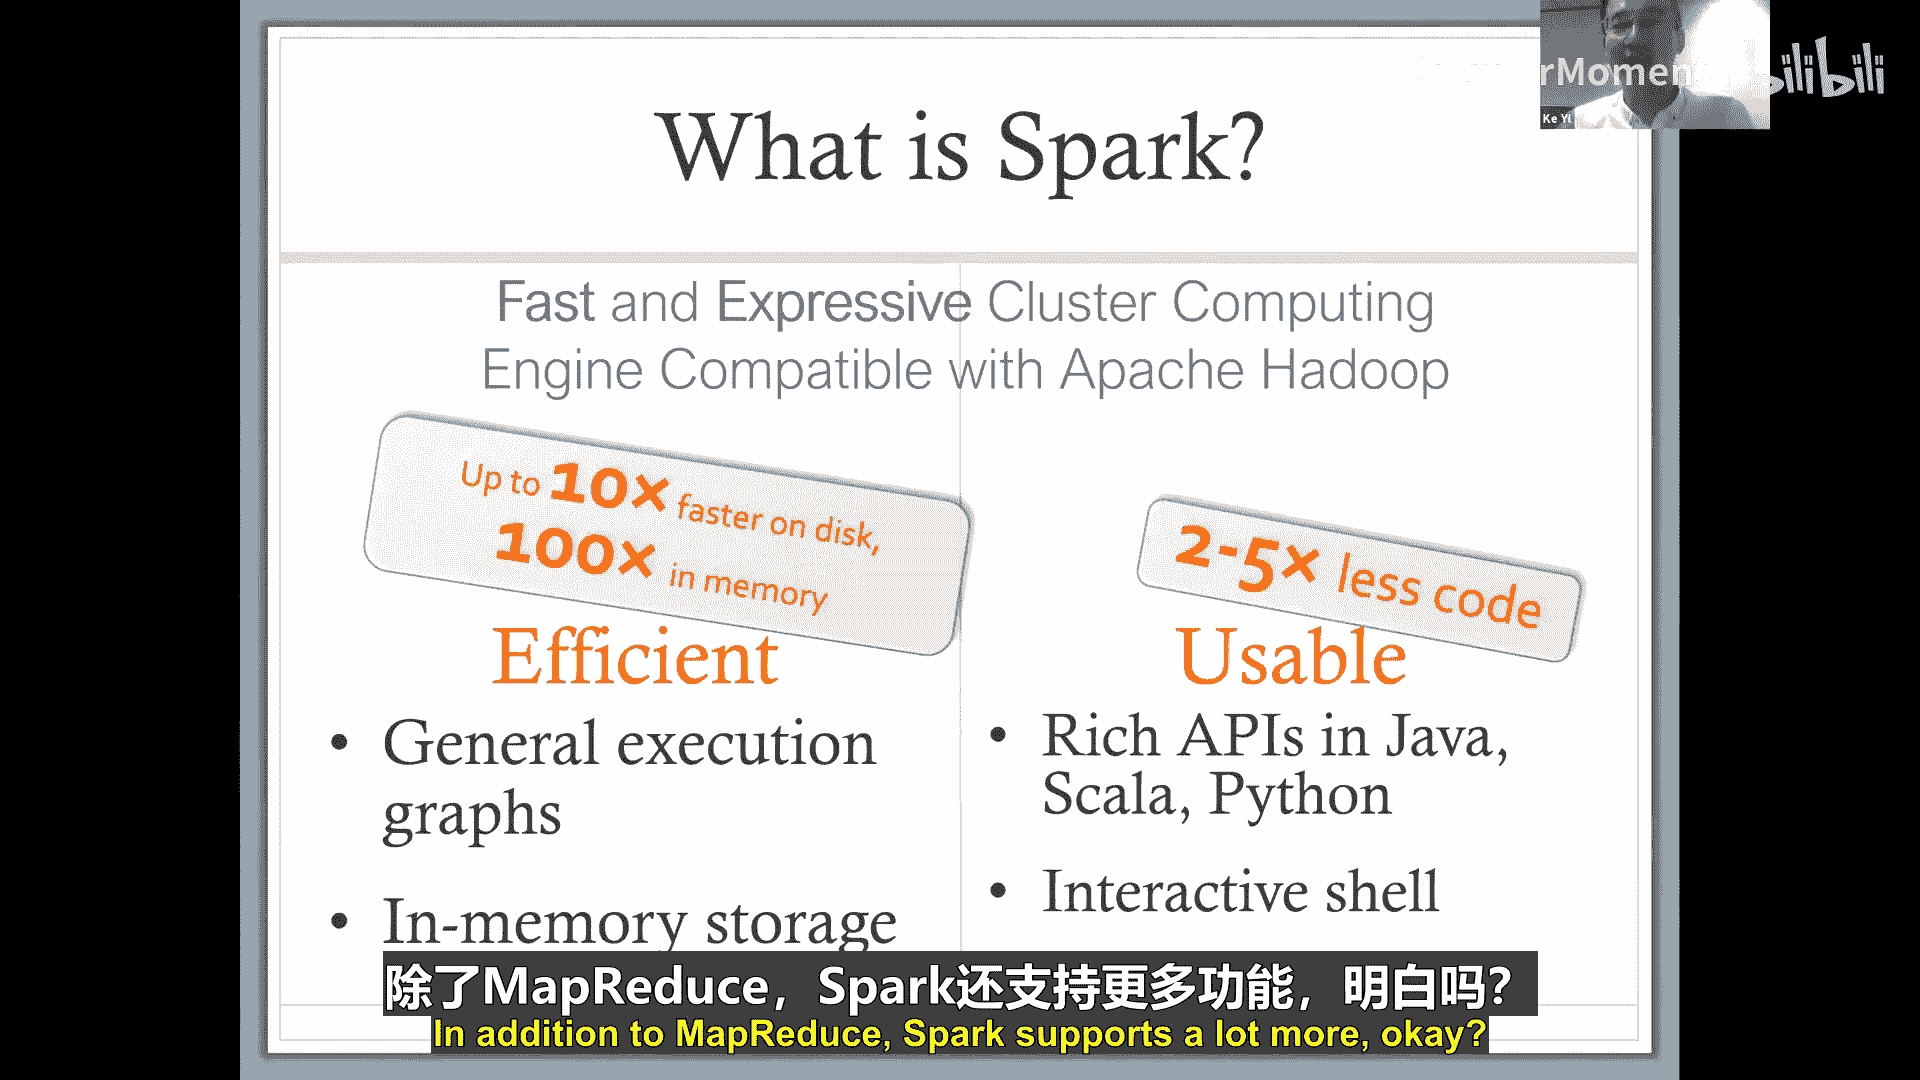 What is Spark?
rMomen
bilibili
Ke Yi
Fast and Expressive Cluster Computing
Engine Compatible with Apache Hadoop
Up to 10× faster on disk,
100× in memory
2-5× less code
Efficient
• General execution
graphs
• In-memory storage
Usable
• Rich APIs in Java,
Scala, Python
• Interactive shell
除了MapReduce，Spark还支持更多功能，明白吗？
In addition to MapReduce, Spark supports a lot more, okay?